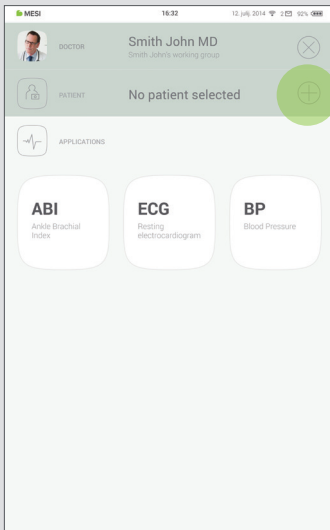 MESI 16:32 12. julij, 2014 2 92%
DOCTOR Smith John MD
Smith John's working group
PATIENT No patient selected
APPLICATIONS
ABI ECG BP
Ankle Brachial Resting Blood Pressure
Index electrocardiogram